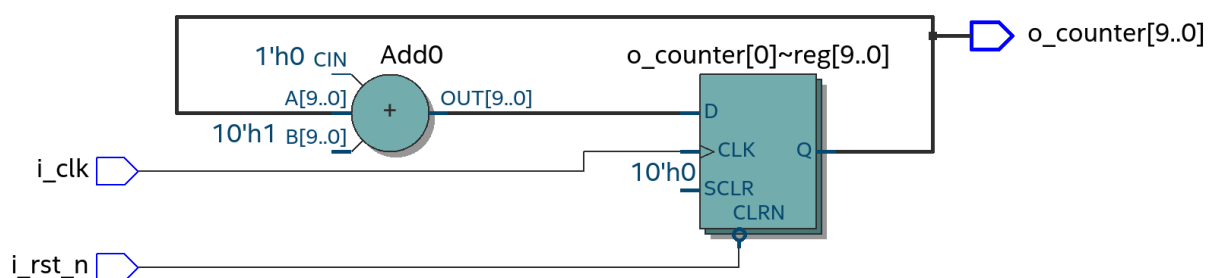 o_counter[9..0]
1'h0 CIN
Add0
o_counter[0]~reg[9..0]
A[9..0]
+
OUT[9..0]
D
10'h1 B[9..0]
i_clk
CLK
Q
10'h0
SCLR
CLRN
i_rst_n